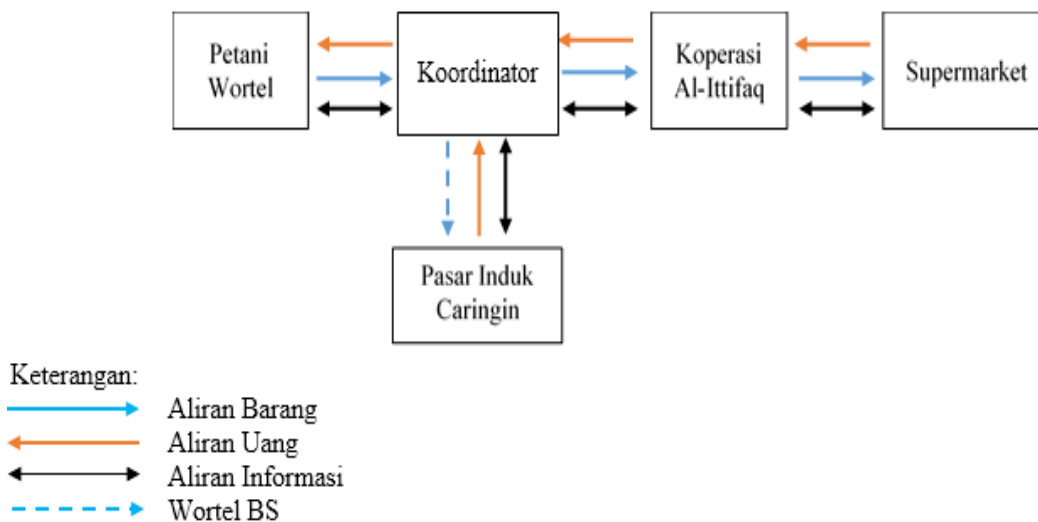 Petani
Wortel
Koordinator
Koperasi
Al-Ittifaq
Supermarket
Pasar Induk
Caringin
Keterangan:
Aliran Barang
Aliran Uang
Aliran Informasi
Wortel BS